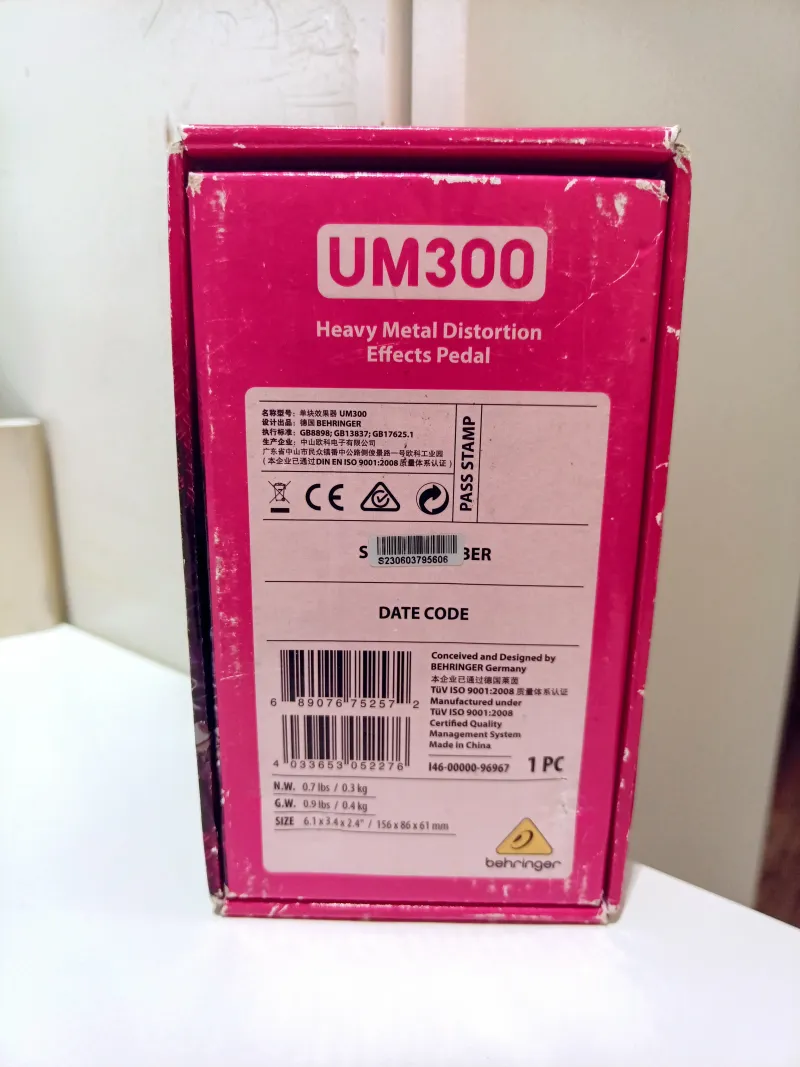 UM300
Heavy Metal Distortion
Effects Pedal
名称型号：单块效果器 UM300
设计出品：德国 BEHRINGER
执行标准：GB8898; GB13837; GB17625.1
生产企业：中山欧科电子有限公司
广东省中山市民众镇番中公路侧俊景路一号欧科工业园
(本企业已通过DIN EN ISO 9001:2008 质量体系认证)
PASS STAMP
CE
S BER
S230603795606
DATE CODE
6 89076 75257 2
4 033653 052276
Conceived and Designed by
BEHRINGER Germany
本企业已通过德国莱茵
TüV ISO 9001:2008 质量体系认证
Manufactured under
TüV ISO 9001:2008
Certified Quality
Management System
Made in China
I46-00000-96967
1 PC
N.W. 0.7 lbs / 0.3 kg
G.W. 0.9 lbs / 0.4 kg
SIZE 6.1 x 3.4 x 2.4" / 156 x 86 x 61 mm
behringer